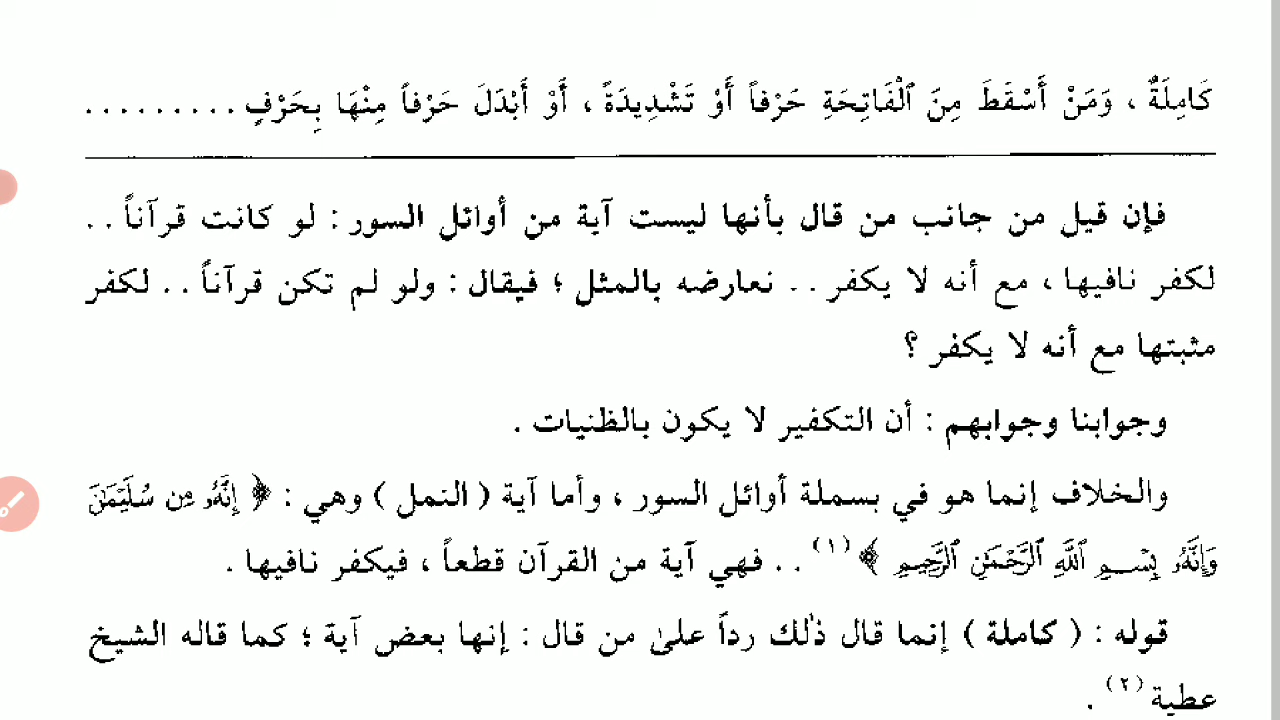 كَامِلَةٌ ، وَمَنْ أَسْقَطَ مِنَ ٱلْفَاتِحَةِ حَرْفاً أَوْ تَشْدِيدَةً ، أَوْ أَبْدَلَ حَرْفاً مِنْهَا بِحَرْفٍ . . . . . . . . .
فإن قيل من جانب من قال بأنها ليست آية من أوائل السور : لو كانت قرآناً . .
لكفر نافيها ، مع أنه لا يكفر . . نعارضه بالمثل ؛ فيقال : ولو لم تكن قرآناً . . لكفر
مثبتها مع أنه لا يكفر ؟
وجوابنا وجوابهم : أن التكفير لا يكون بالظنيات .
والخلاف إنما هو في بسملة أوائل السور ، وأما آية ( النمل ) وهي : ﴿ إِنَّهُۥ مِن سُلَيْمَٰنَ
وَإِنَّهُۥ بِسْمِ ٱللَّهِ ٱلرَّحْمَٰنِ ٱلرَّحِيمِ ﴾(١) . . فهي آية من القرآن قطعاً ، فيكفر نافيها .
قوله : ( كاملة ) إنما قال ذٰلك رداً علىٰ من قال : إنها بعض آية ؛ كما قاله الشيخ
عطية(٢) .